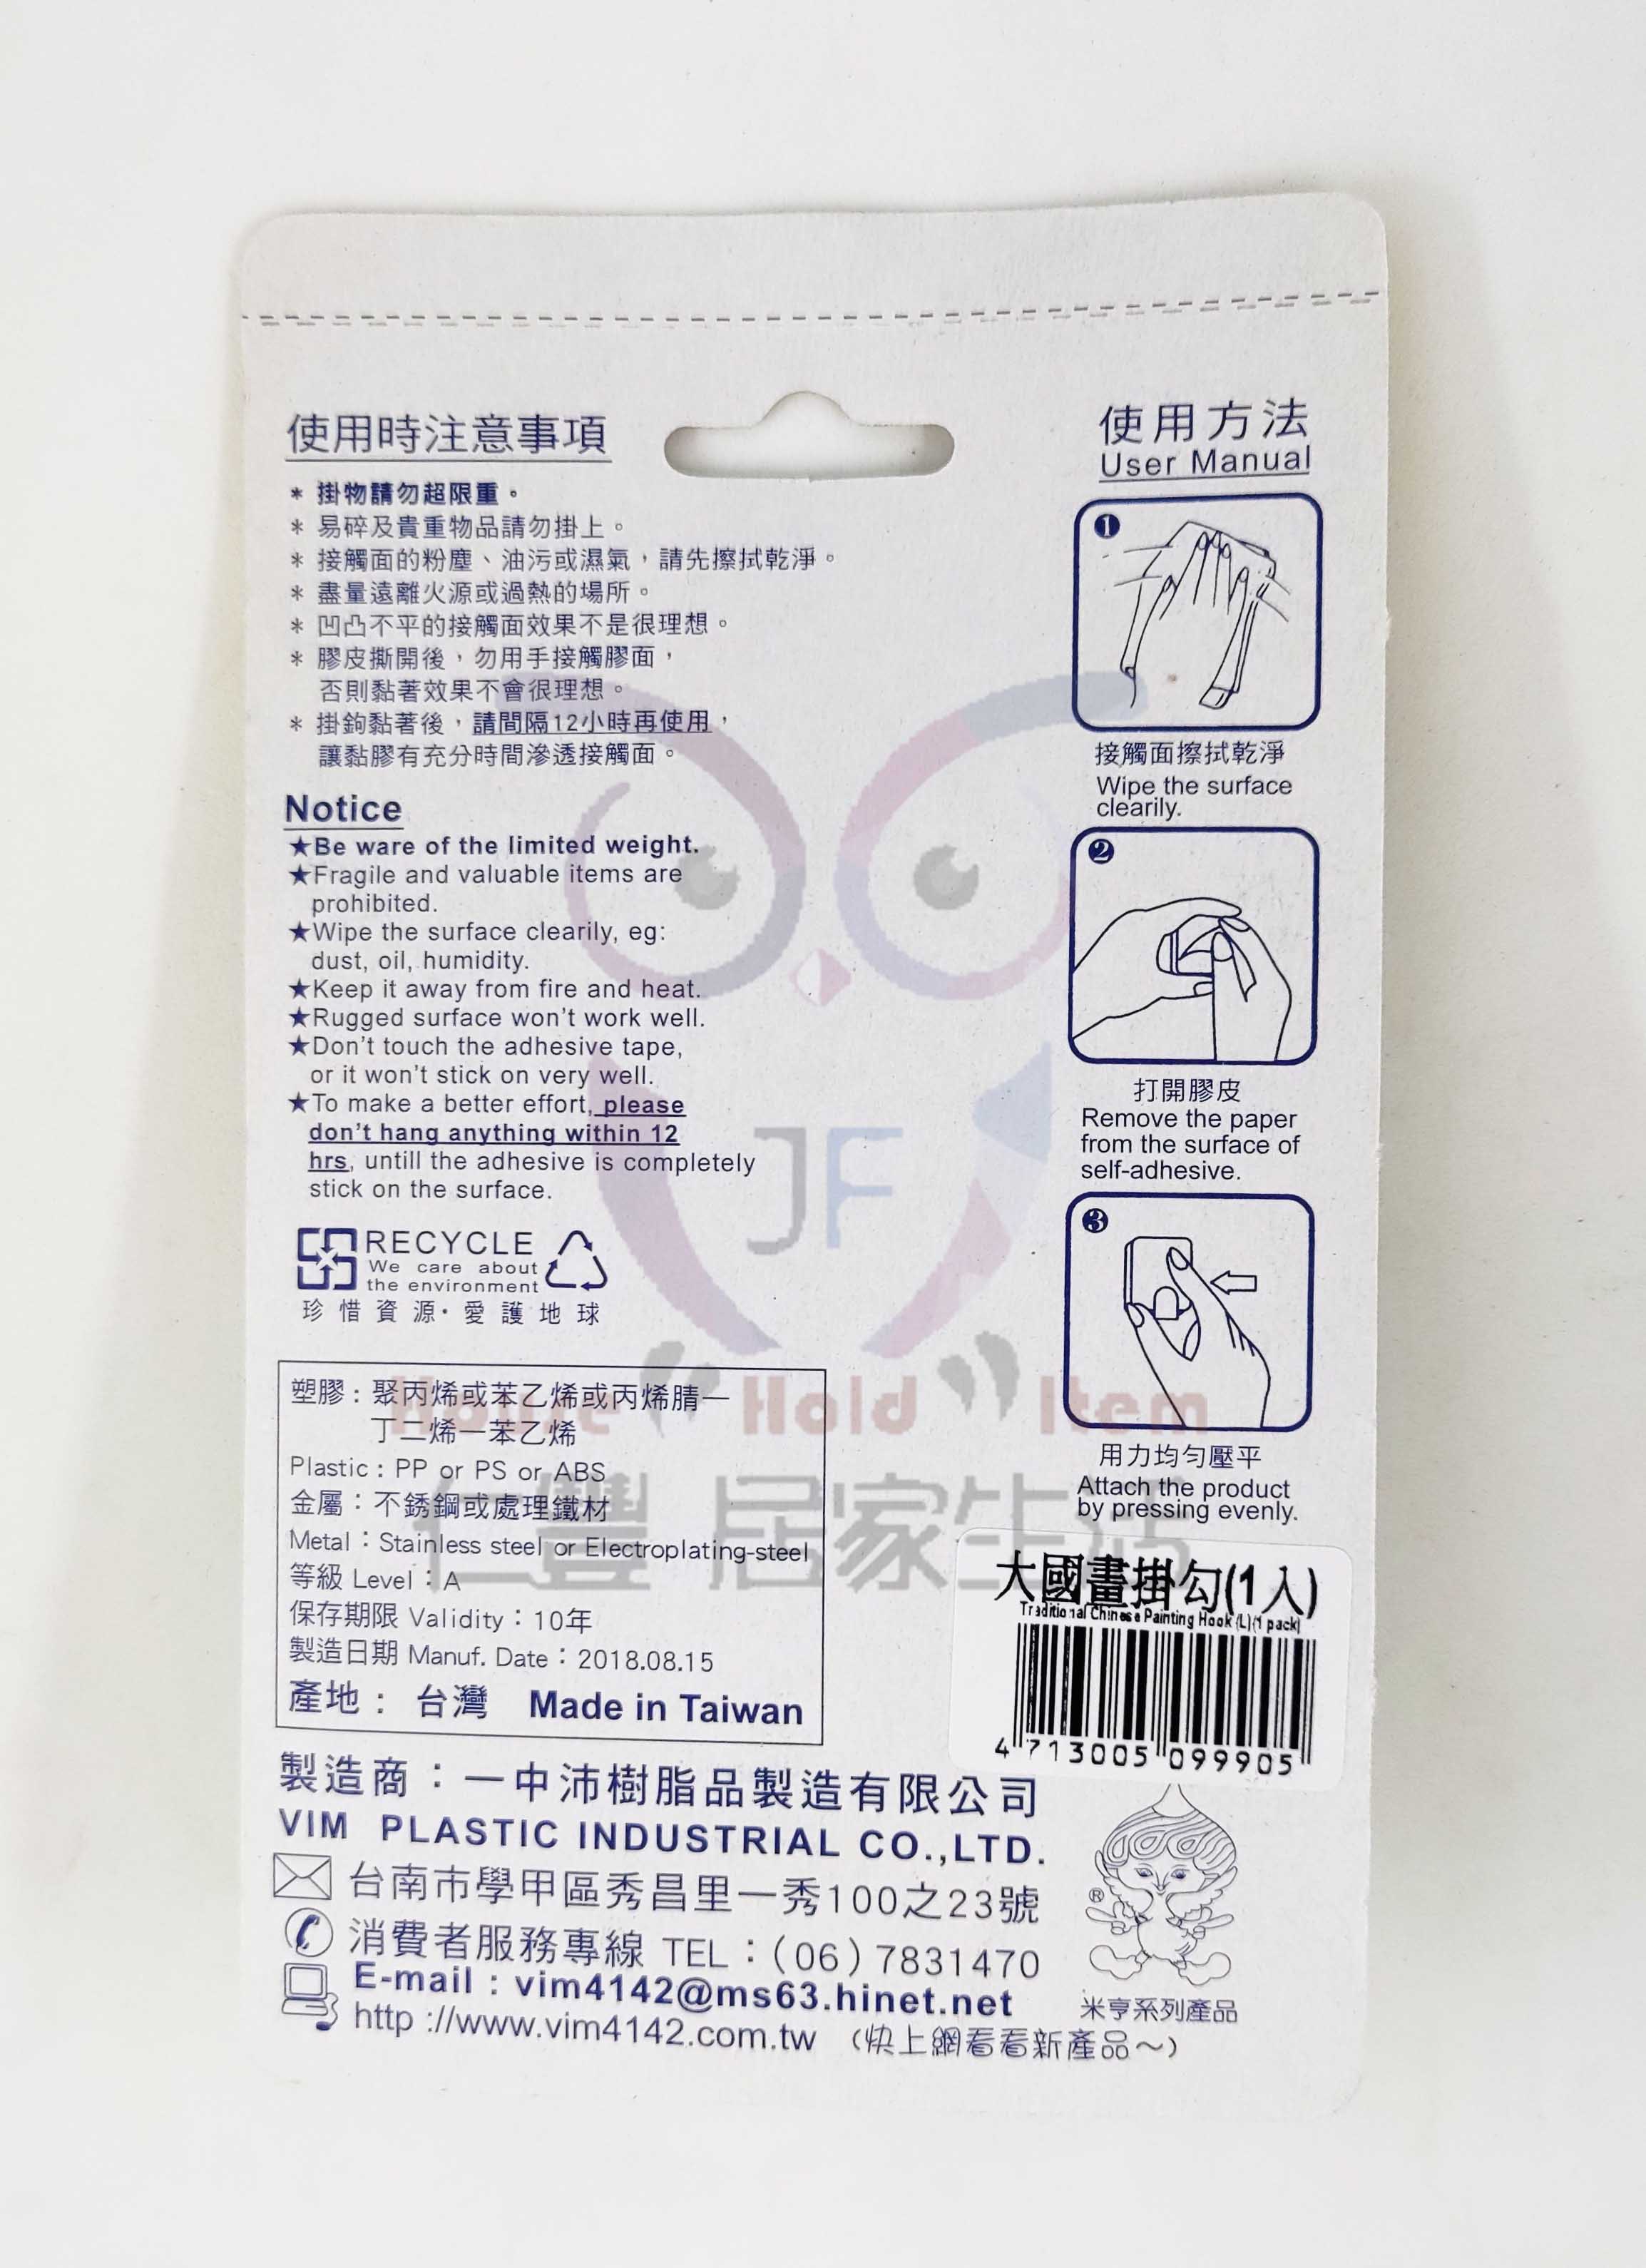 使用時注意事項
* 掛物請勿超限重。
* 易碎及貴重物品請勿掛上。
* 接觸面的粉塵、油污或濕氣，請先擦拭乾淨。
* 盡量遠離火源或過熱的場所。
* 凹凸不平的接觸面效果不是很理想。
* 膠皮撕開後，勿用手接觸膠面，
否則黏著效果不會很理想。
* 掛鉤黏著後，請間隔12小時再使用，
讓黏膠有充分時間滲透接觸面。
Notice
★Be ware of the limited weight.
★Fragile and valuable items are
prohibited.
★Wipe the surface clearily, eg:
dust, oil, humidity.
★Keep it away from fire and heat.
★Rugged surface won't work well.
★Don't touch the adhesive tape,
or it won't stick on very well.
★To make a better effort, please
don't hang anything within 12
hrs, untill the adhesive is completely
stick on the surface.
RECYCLE
We care about
the environment
珍惜資源·愛護地球
塑膠：聚丙烯或苯乙烯或丙烯腈一
丁二烯一苯乙烯
Plastic：PP or PS or ABS
金屬：不銹鋼或處理鐵材
Metal：Stainless steel or Electroplating-steel
等級 Level：A
保存期限 Validity：10年
製造日期 Manuf. Date：2018.08.15
產地： 台灣 Made in Taiwan
使用方法
User Manual
1
接觸面擦拭乾淨
Wipe the surface
clearily.
2
打開膠皮
Remove the paper
from the surface of
self-adhesive.
3
用力均勻壓平
Attach the product
by pressing evenly.
大國畫掛勾(1入)
Traditional Chinese Painting Hook (L)(1 pack)
4 713005 099905
製造商：一中沛樹脂品製造有限公司
VIM PLASTIC INDUSTRIAL CO.,LTD.
台南市學甲區秀昌里一秀100之23號
消費者服務專線 TEL：(06) 7831470
E-mail：vim4142@ms63.hinet.net
http ://www.vim4142.com.tw （快上網看看新產品～）
®
米亨系列產品
JF
House Hold Item
仁豐 居家生活